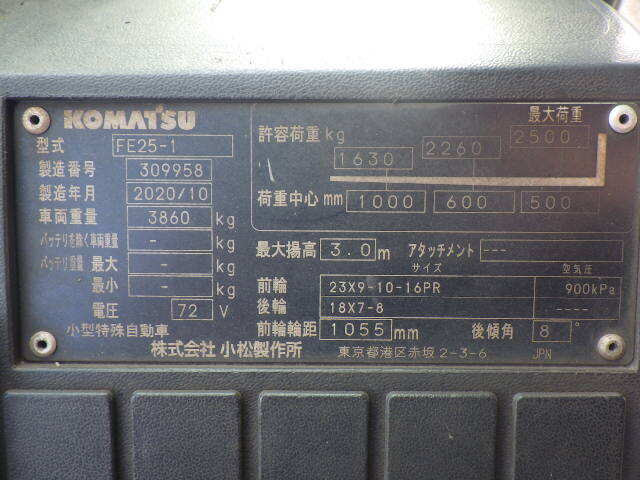 KOMATSU
型式 FE25-1
製造番号 309958
製造年月 2020/10
車両重量 3860 kg
バッテリを除く車両重量 - kg
バッテリ重量 最大 - kg
最小 - kg
電圧 72 V
小型特殊自動車
最大荷重
許容荷重 kg 1630 2260 2500
荷重中心 mm 1000 600 500
最大揚高 3.0 m アタッチメント ---
サイズ 空気圧
前輪 23X9-10-16PR 900kPa
後輪 18X7-8 ----
前輪輪距 1055 mm 後傾角 8°
株式会社 小松製作所 東京都港区赤坂2-3-6 JPN